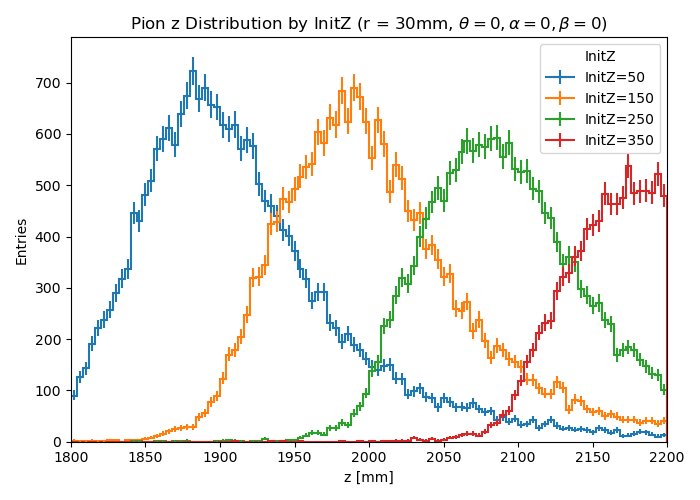 Pion z Distribution by InitZ (r = 30mm, θ = 0, α = 0, β = 0)
InitZ
InitZ=50
InitZ=150
InitZ=250
InitZ=350
700
600
500
400
300
200
100
0
Entries
1800 1850 1900 1950 2000 2050 2100 2150 2200
z [mm]